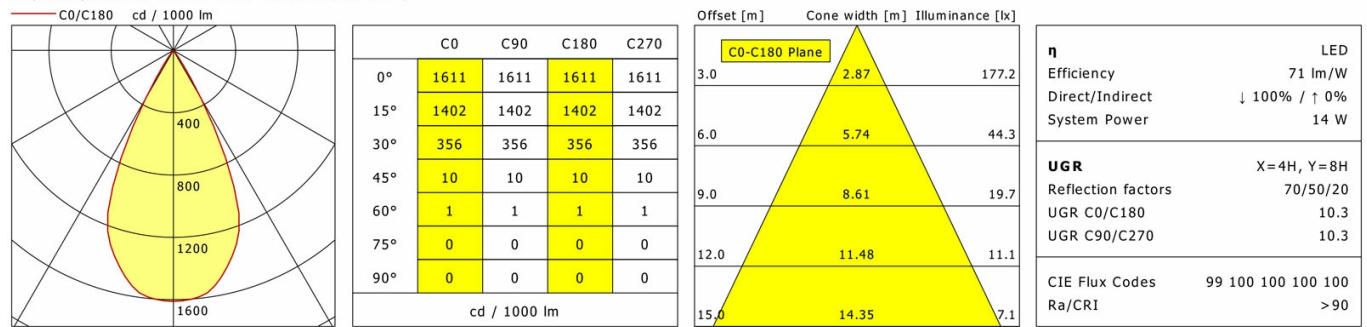 C0/C180 cd / 1000 lm
400
800
1200
1600
C0 C90 C180 C270
0° 1611 1611 1611 1611
15° 1402 1402 1402 1402
30° 356 356 356 356
45° 10 10 10 10
60° 1 1 1 1
75° 0 0 0 0
90° 0 0 0 0
cd / 1000 lm
Offset [m] Cone width [m] Illuminance [lx]
C0-C180 Plane
3.0 2.87 177.2
6.0 5.74 44.3
9.0 8.61 19.7
12.0 11.48 11.1
15.0 14.35 7.1
η LED
Efficiency 71 lm/W
Direct/Indirect ↓ 100% / ↑ 0%
System Power 14 W
UGR X=4H, Y=8H
Reflection factors 70/50/20
UGR C0/C180 10.3
UGR C90/C270 10.3
CIE Flux Codes 99 100 100 100 100
Ra/CRI >90